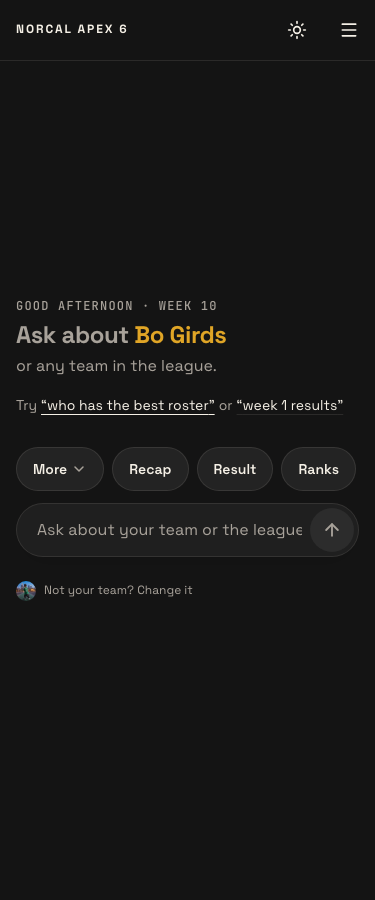 NORCAL APEX 6
GOOD AFTERNOON · WEEK 10
Ask about Bo Girds
or any team in the league.
Try “who has the best roster” or “week 1 results”
More Recap Result Ranks
Ask about your team or the league
Not your team? Change it